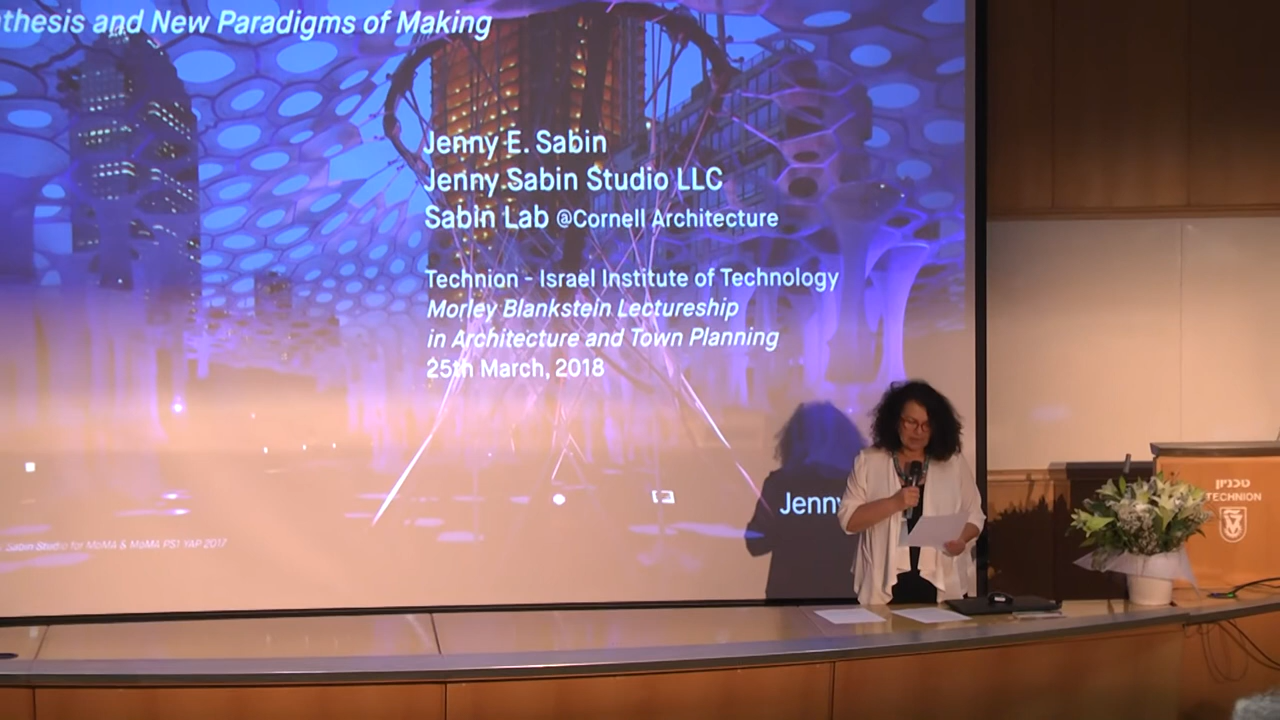 thesis and New Paradigms of Making
Jenny E. Sabin
Jenny Sabin Studio LLC
Sabin Lab @Cornell Architecture
Technion - Israel Institute of Technology
Morley Blankstein Lectureship
in Architecture and Town Planning
25th March, 2018
Jenny
Sabin Studio for MoMA & MoMA PS1 YAP 2017
טכניון
TECHNION